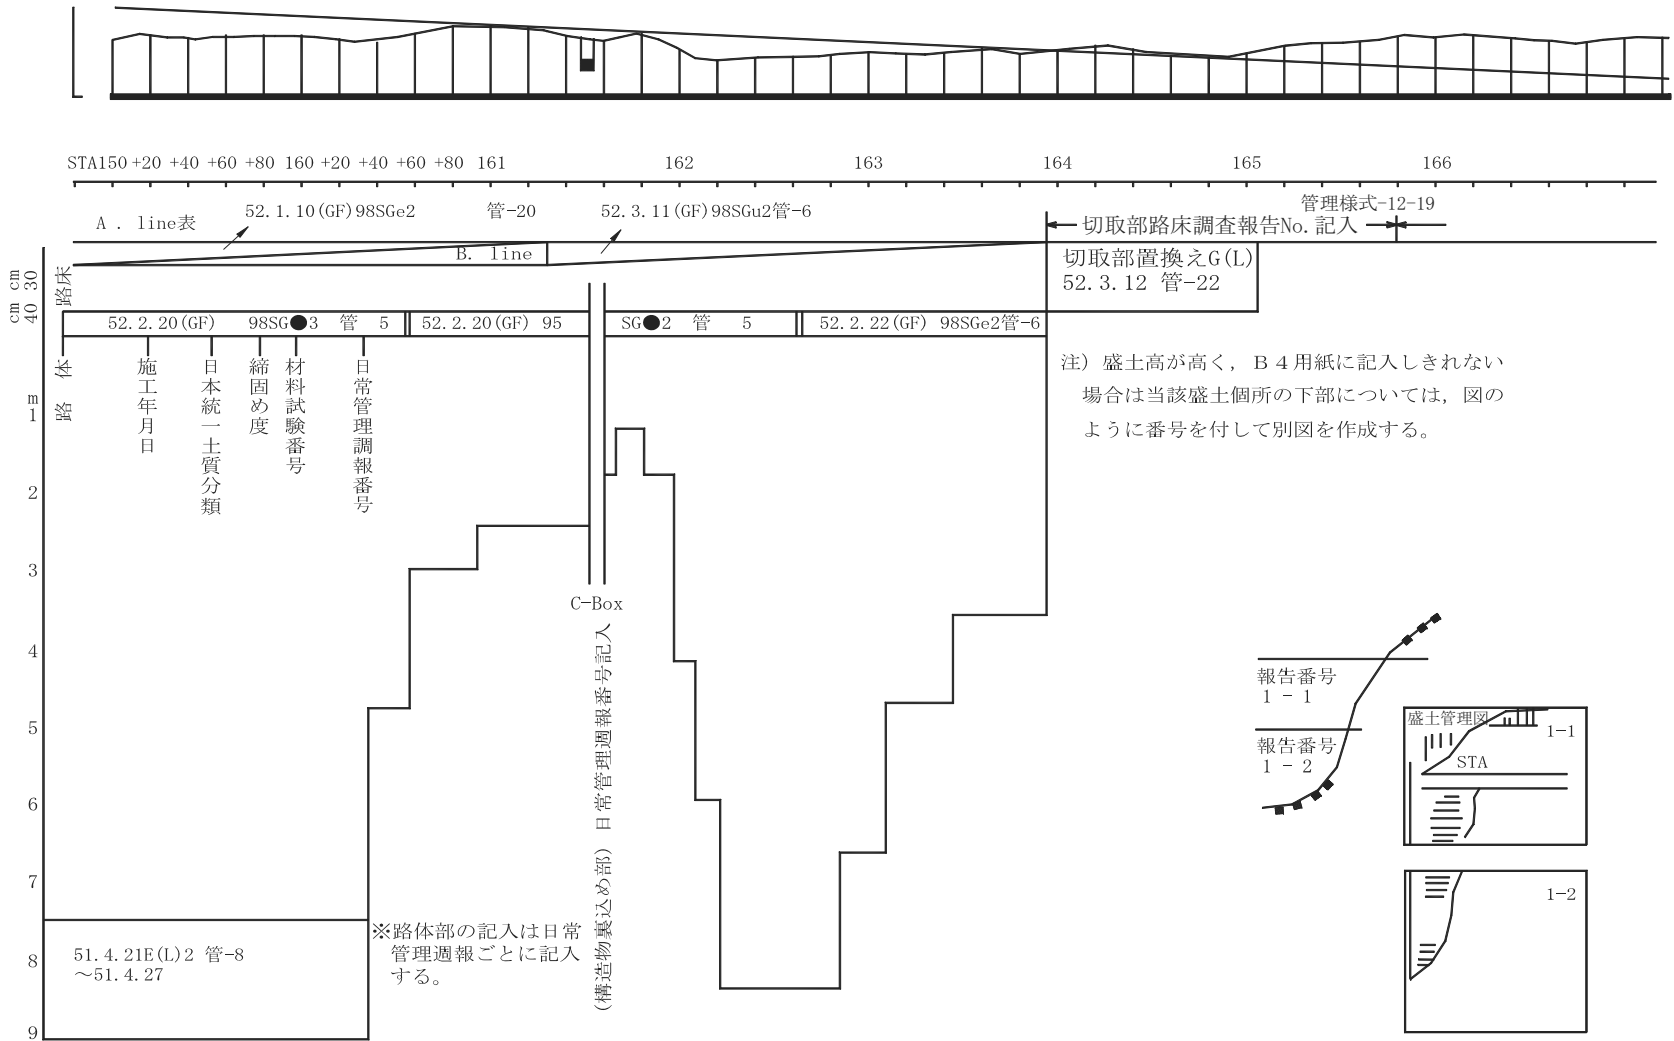 STA150 +20 +40 +60 +80 160 +20 +40 +60 +80 161 162 163 164 165 166
管理様式-12-19
A . line表 52.1.10(GF)98SGe2 管-20 52.3.11(GF)98SGu2管-6
切取部路床調査報告No.記入
B. line
切取部置換えG(L)
52.3.12 管-22
cm cm
40 30
路床
52.2.20(GF) 98SG●3 管 5 52.2.20(GF) 95 SG●2 管 5 52.2.22(GF) 98SGe2管-6
路 体
施工年月日
日本統一土質分類
締固め度
材料試験番号
日常管理調報番号
注）盛土高が高く，Ｂ４用紙に記入しきれない
場合は当該盛土個所の下部については，図の
ように番号を付して別図を作成する。
m
1
2
3
4
5
6
7
8
9
C-Box
(構造物裏込め部) 日常管理週報番号記入
報告番号
1 - 1
報告番号
1 - 2
盛土管理図
1-1
STA
1-2
51.4.21E(L)2 管-8
～51.4.27
※路体部の記入は日常
管理週報ごとに記入
する。